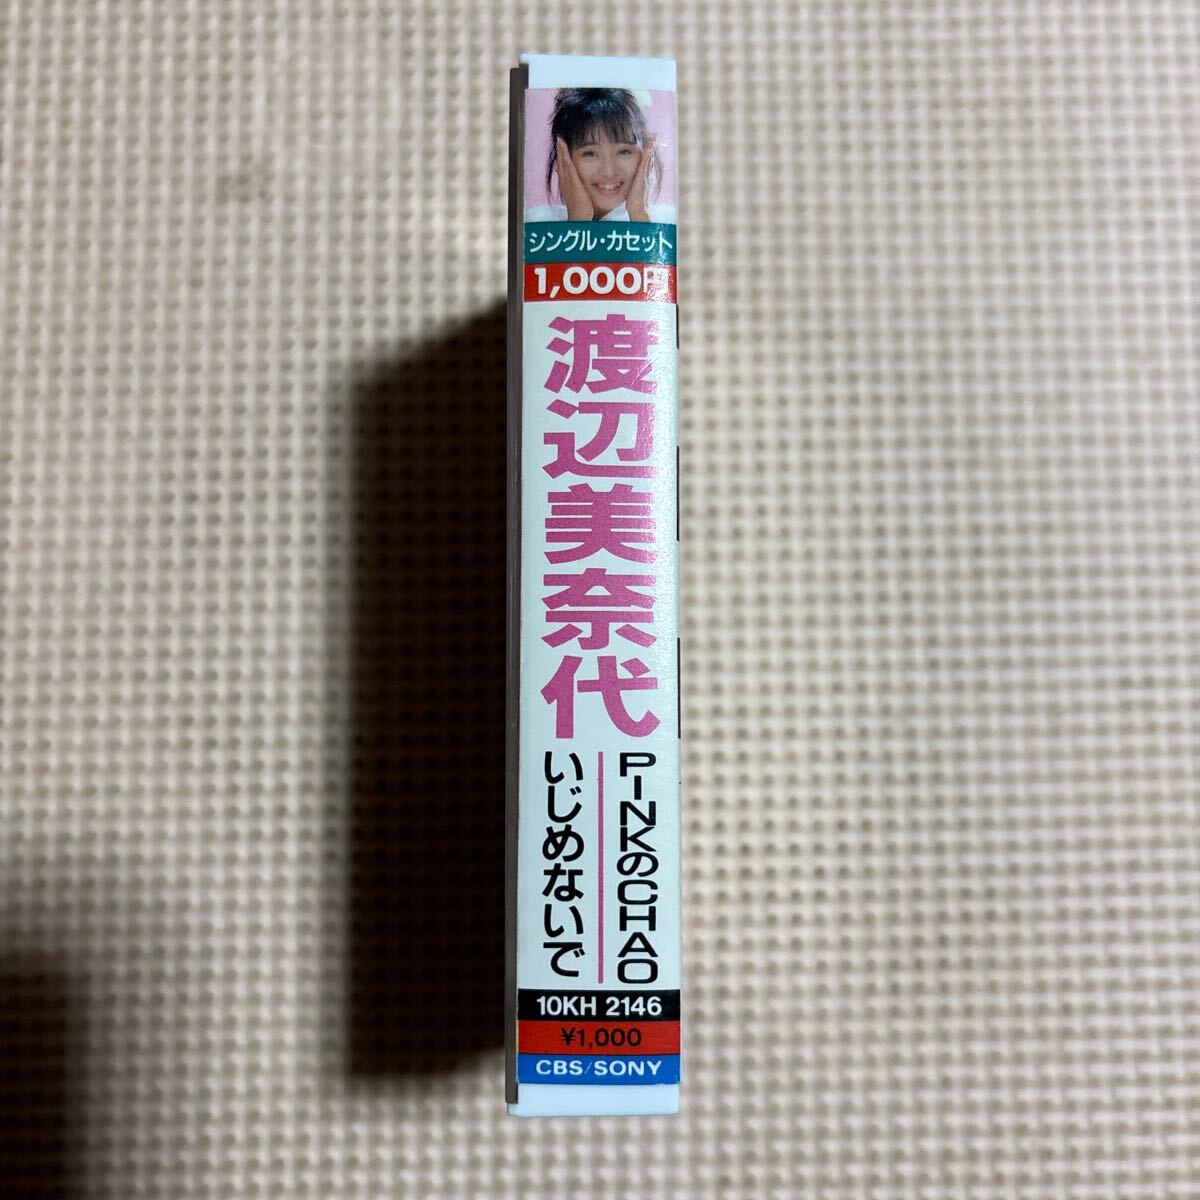 シングル・カセット
1,000円
渡辺美奈代
PINKのCHAO
いじめないで
10KH 2146
¥1,000
CBS/SONY